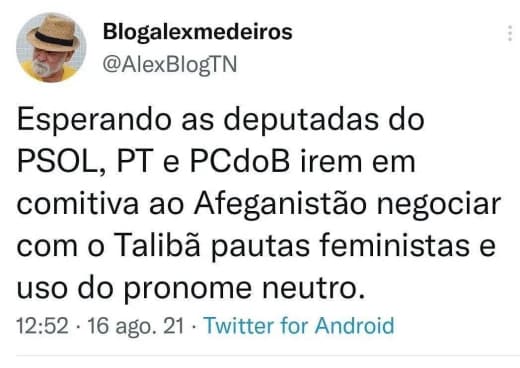 Blogalexmedeiros
@AlexBlogTN
Esperando as deputadas do
PSOL, PT e PCdoB irem em
comitiva ao Afeganistão negociar
com o Talibã pautas feministas e
uso do pronome neutro.
12:52 · 16 ago. 21 · Twitter for Android